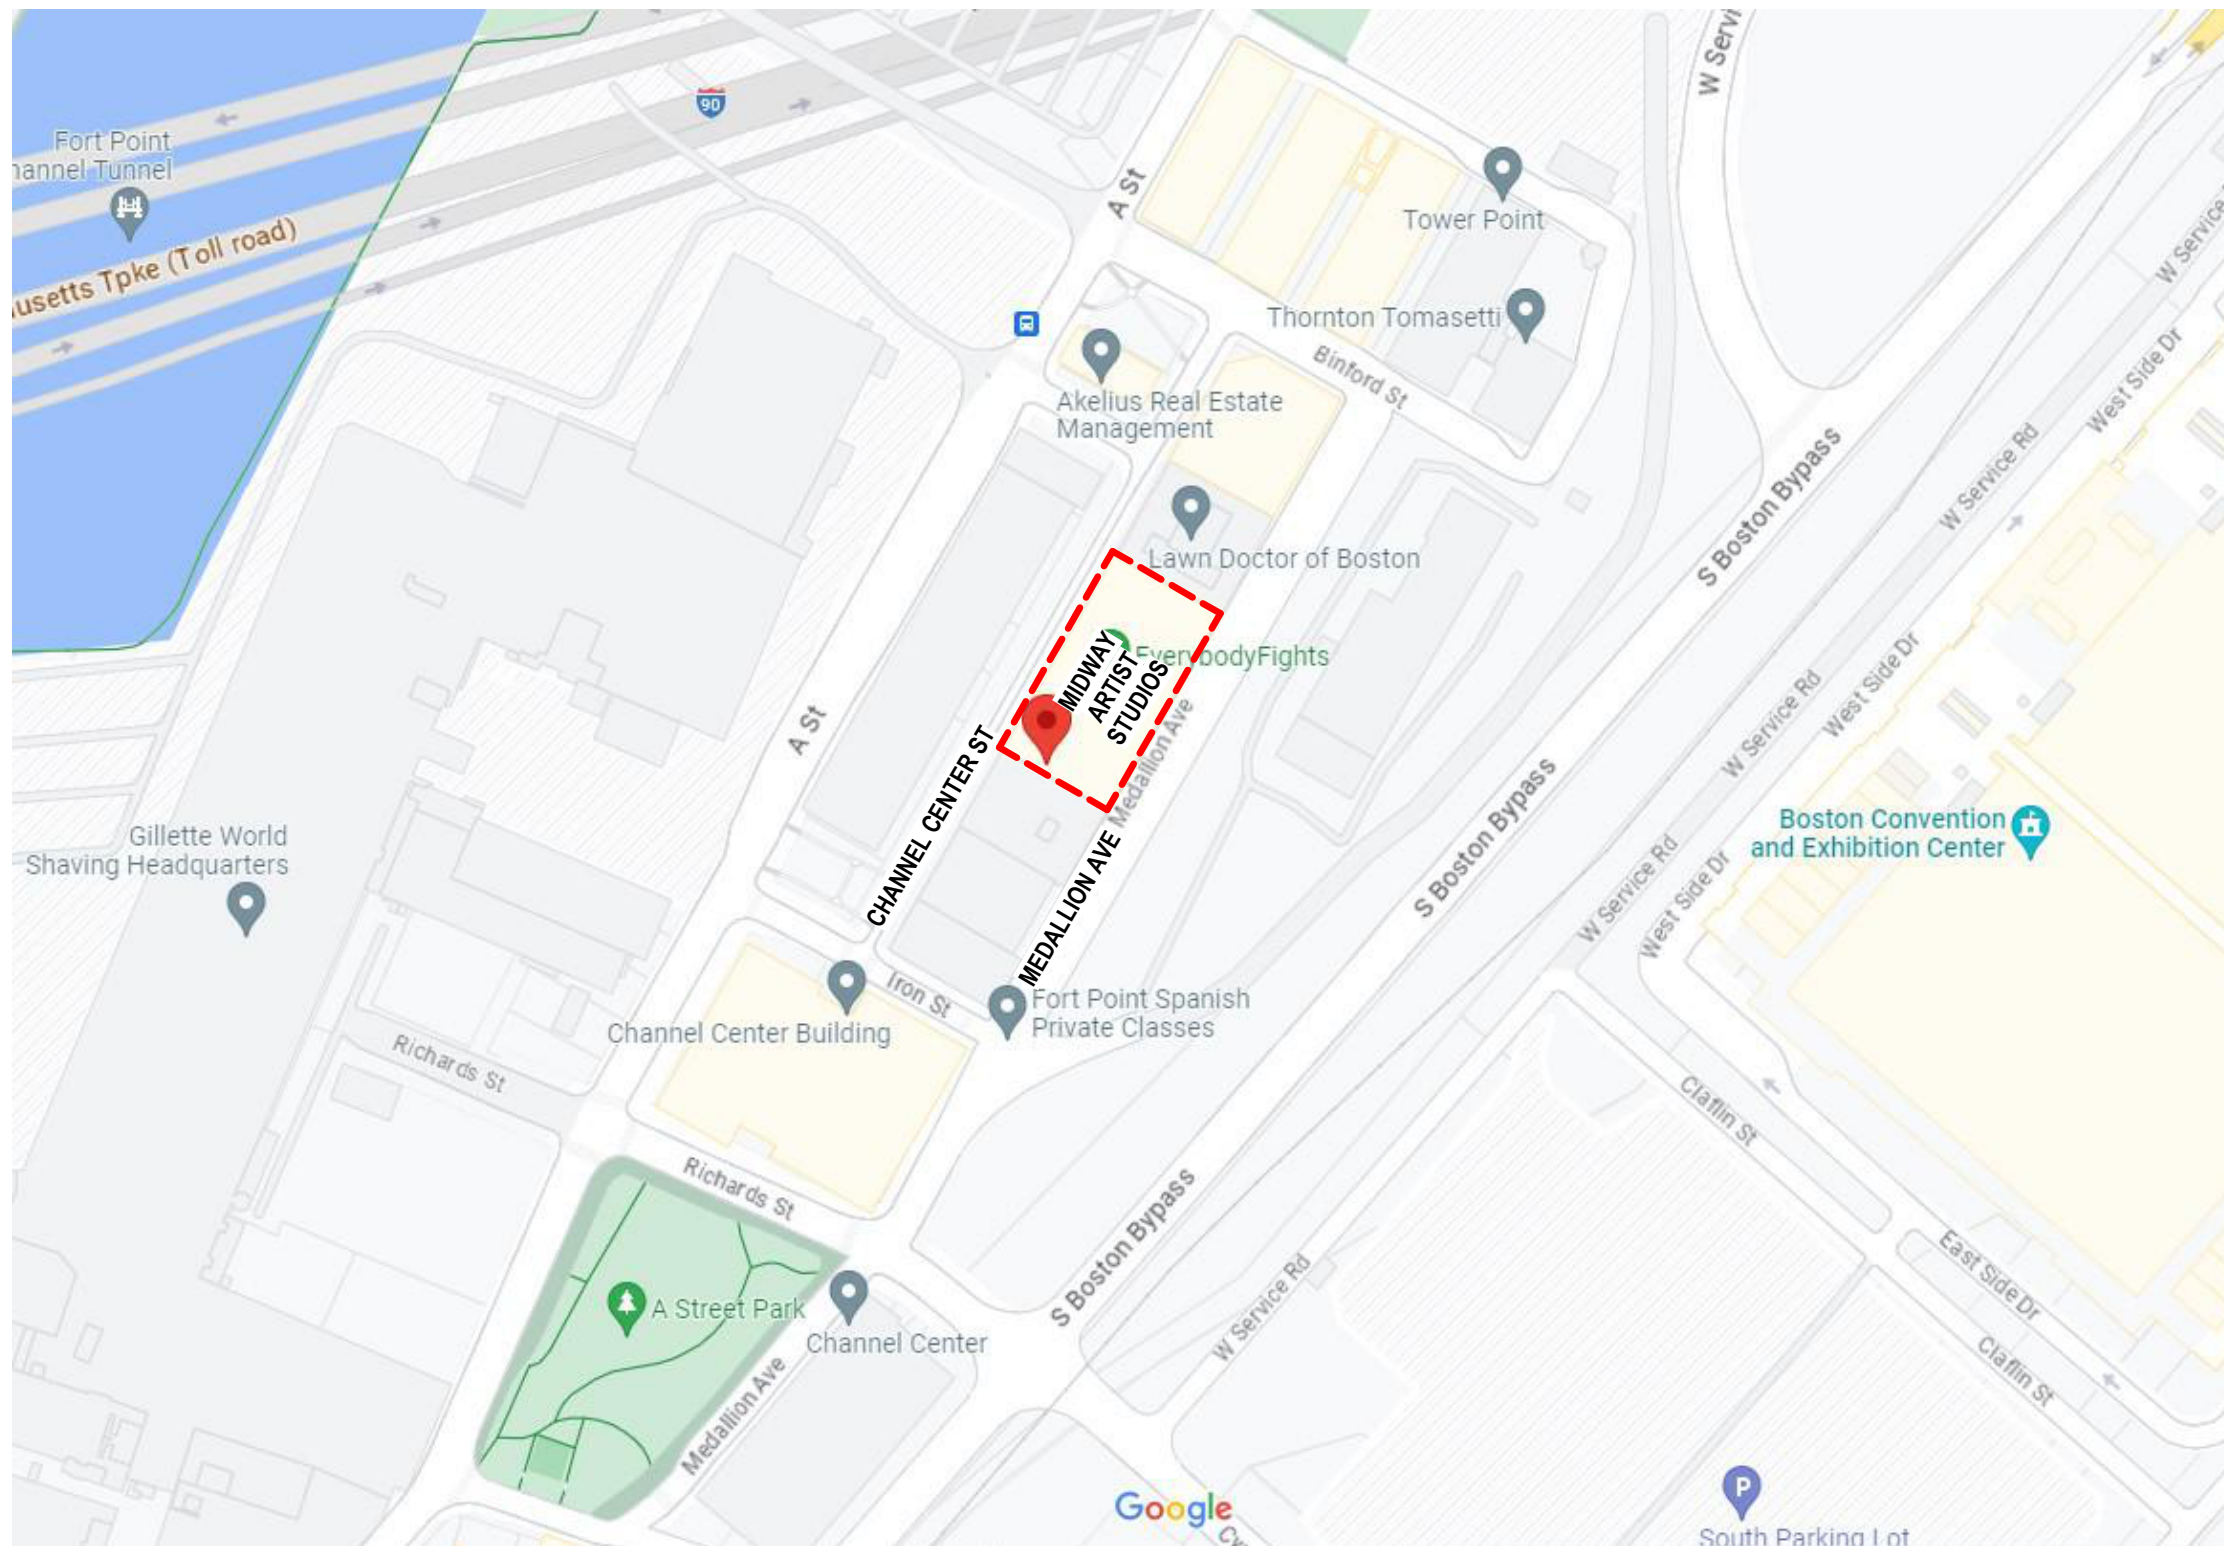 W Servi
90
Fort Point
hannel Tunnel
usetts Tpke (Toll road)
A St
Tower Point
W Service
Thornton Tomasetti
Binford St
West Side Dr
Akelius Real Estate
Management
W Service Rd
S Boston Bypass
Lawn Doctor of Boston
EverybodyFights
MIDWAY
ARTIST
STUDIOS
West Side Dr
W Service Rd
A St
Medallion Ave
CHANNEL CENTER ST
S Boston Bypass
Gillette World
Shaving Headquarters
Boston Convention
and Exhibition Center
W Service Rd
West Side Dr
MEDALLION AVE
Iron St
Fort Point Spanish
Private Classes
Channel Center Building
Richards St
Claflin St
Richards St
S Boston Bypass
East Side Dr
W Service Rd
A Street Park
Channel Center
Claflin St
Medallion Ave
Google
P
South Parking Lot